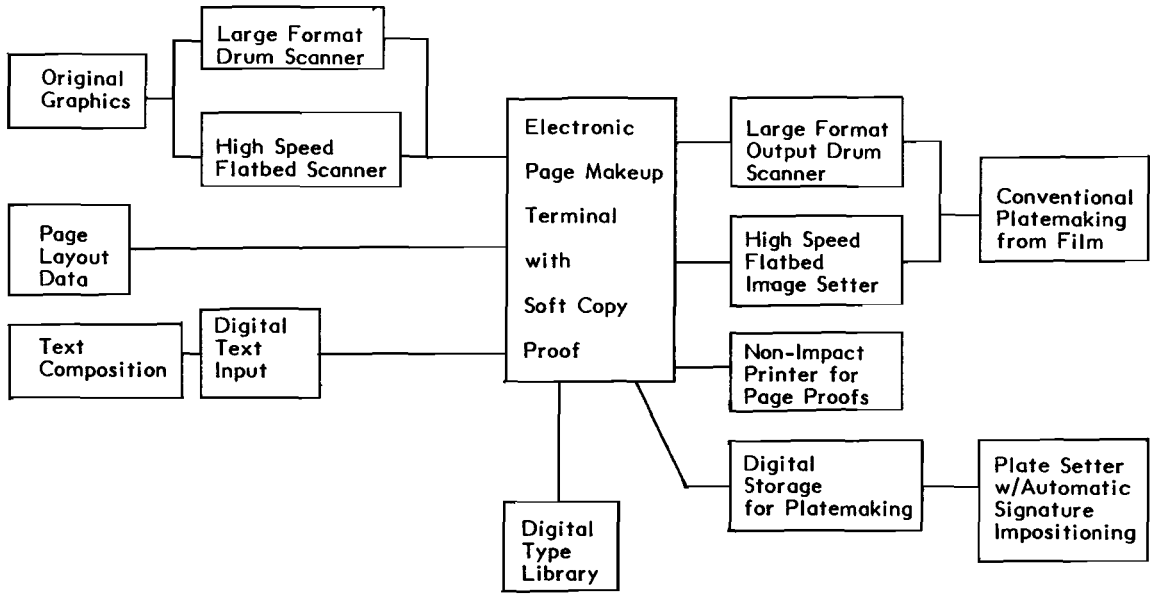 Original
Graphics
Large Format
Drum Scanner
High Speed
Flatbed Scanner
Page
Layout
Data
Text
Composition
Digital
Text
Input
Electronic
Page Makeup
Terminal
with
Soft Copy
Proof
Digital
Type
Library
Large Format
Output Drum
Scanner
High Speed
Flatbed
Image Setter
Non-Impact
Printer for
Page Proofs
Digital
Storage
for Platemaking
Conventional
Platemaking
from Film
Plate Setter
w/Automatic
Signature
Impositioning